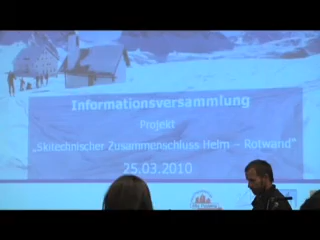 Informationsversammlung
Projekt
„Skitechnischer Zusammenschluss Helm – Rotwand"
25.03.2010